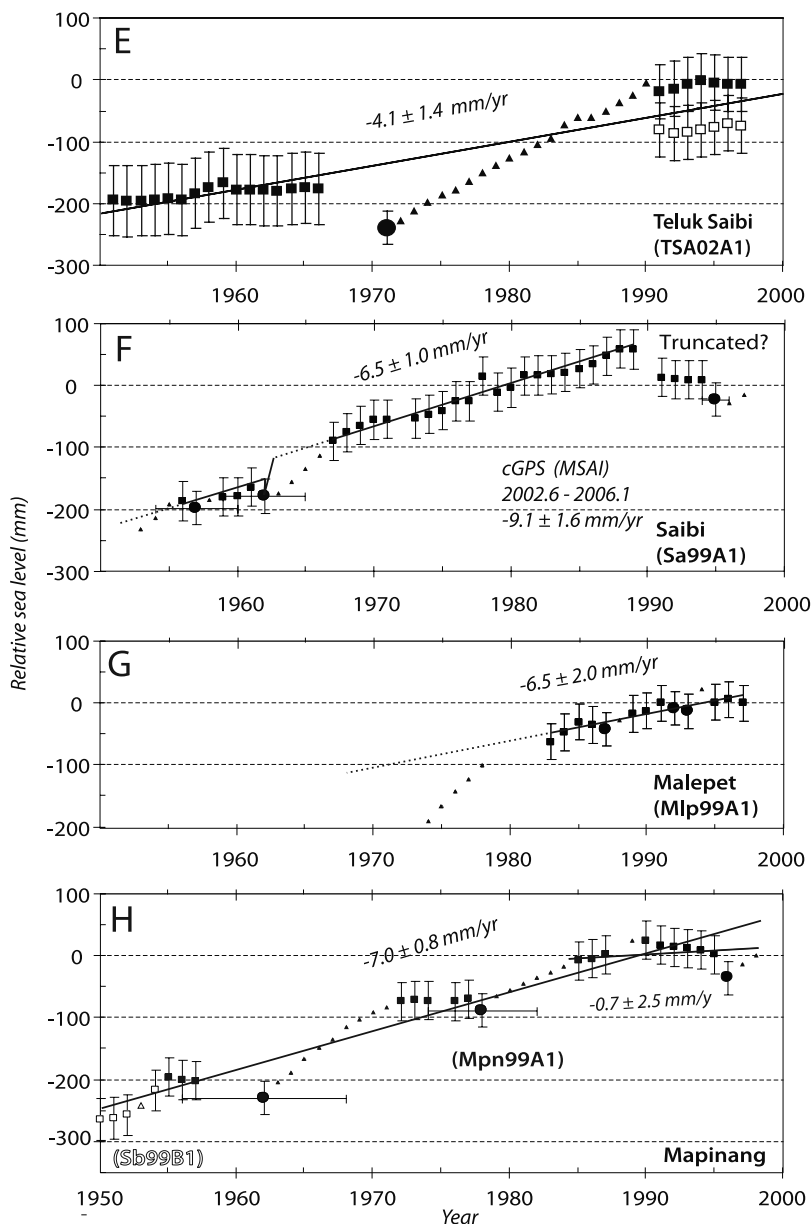 E
100
0
-100
-200
-300
-4.1 ± 1.4 mm/yr
Teluk Saibi
(TSA02A1)
1960 1970 1980 1990 2000
F
100
0
-100
-200
-300
-6.5 ± 1.0 mm/yr
Truncated?
cGPS (MSAI)
2002.6 - 2006.1
-9.1 ± 1.6 mm/yr
Saibi
(Sa99A1)
1960 1970 1980 1990 2000
Relative sea level (mm)
G
100
0
-100
-200
-6.5 ± 2.0 mm/yr
Malepet
(Mlp99A1)
1960 1970 1980 1990 2000
H
100
0
-100
-200
-300
-7.0 ± 0.8 mm/yr
-0.7 ± 2.5 mm/y
(Mpn99A1)
(Sb99B1)
Mapinang
1950 1960 1970 1980 1990 2000
Year